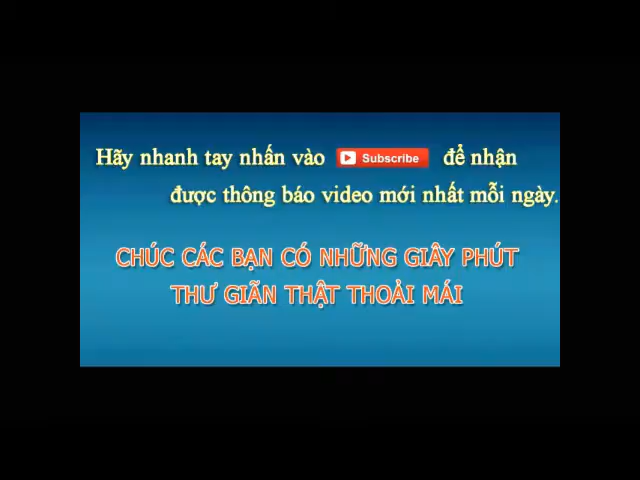 Hãy nhanh tay nhấn vào Subscribe để nhận
được thông báo video mới nhất mỗi ngày.
CHÚC CÁC BẠN CÓ NHỮNG GIÂY PHÚT
THƯ GIÃN THẬT THOẢI MÁI